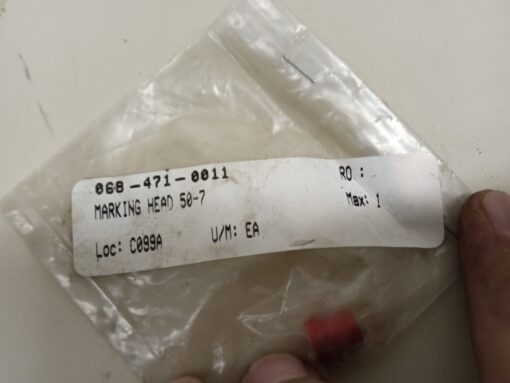 068-471-0011
MARKING HEAD 50-7
RO :
Max: 1
Loc: C099A
U/M: EA